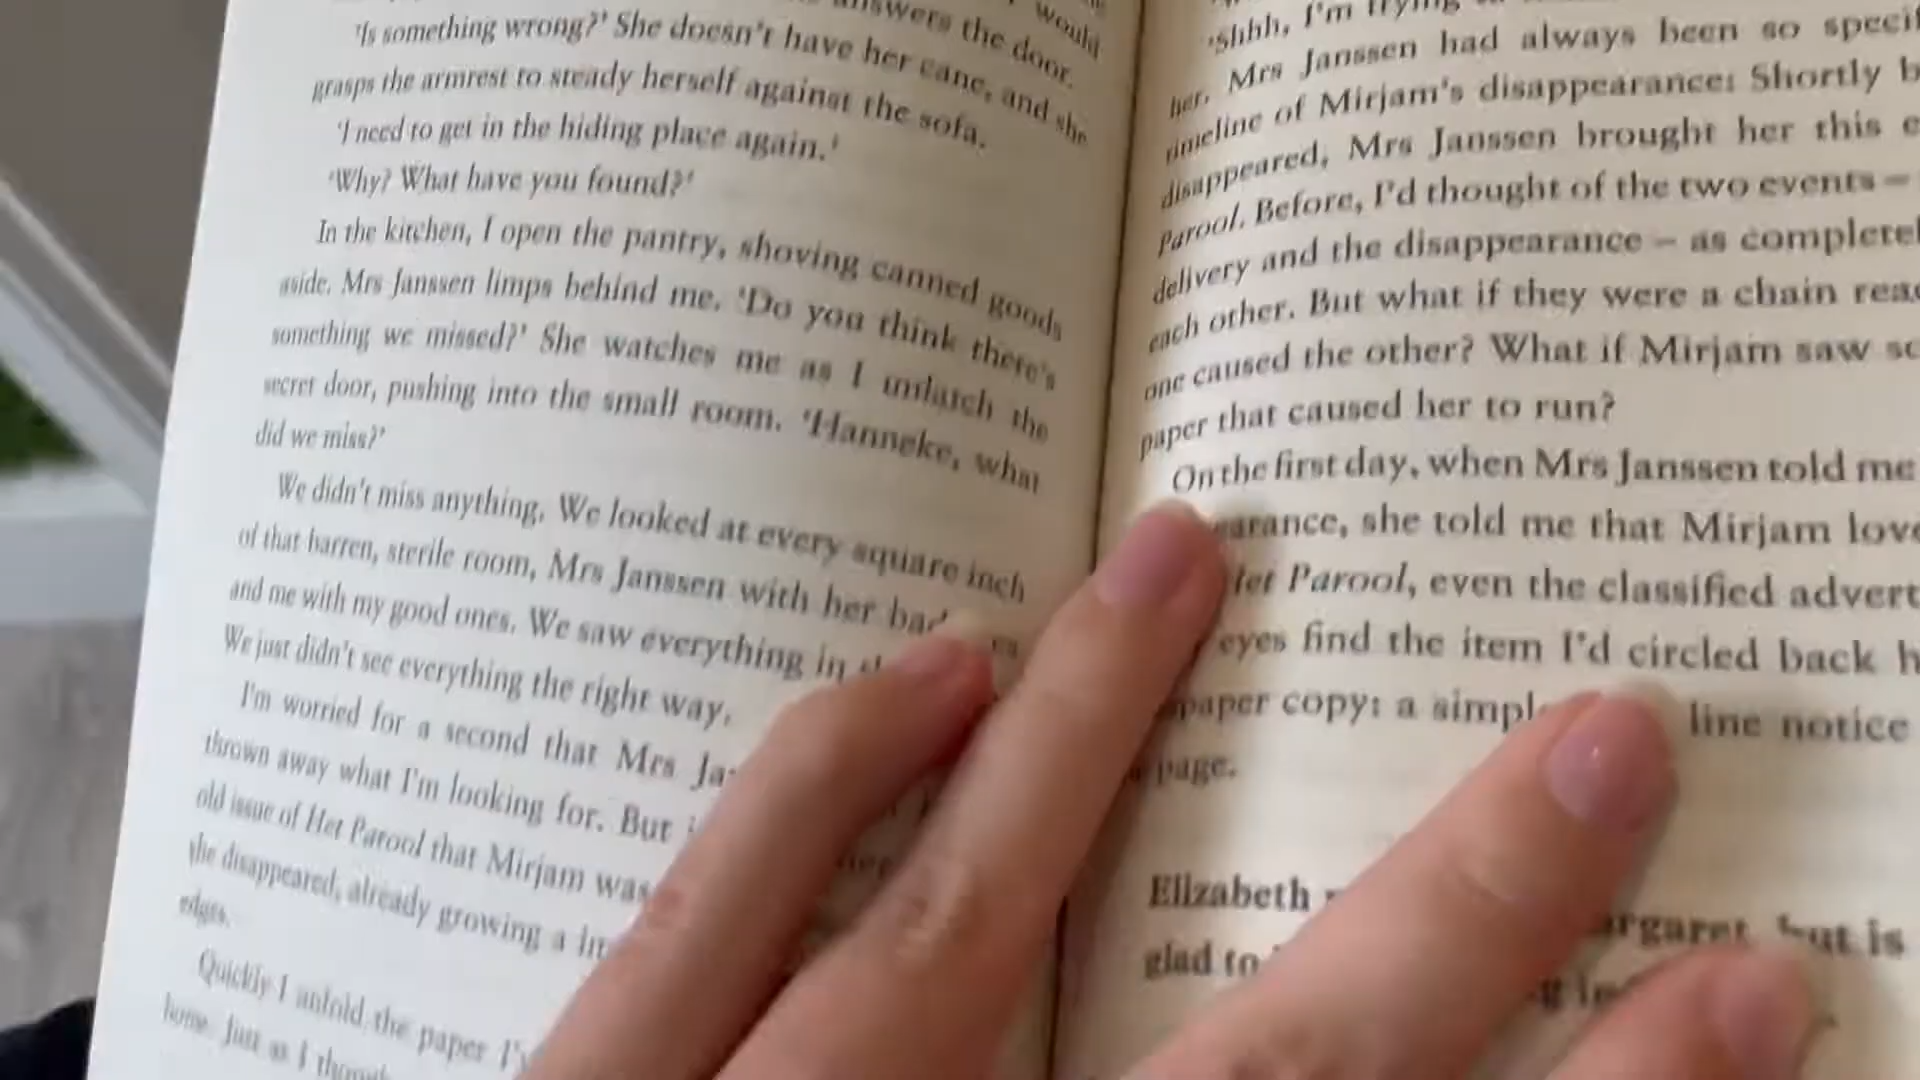 answers the door.
would
'Is something wrong?' She doesn't have her cane, and she
grasps the armrest to steady herself against the sofa.
'I need to get in the hiding place again.'
'Why? What have you found?'
In the kitchen, I open the pantry, shoving canned goods
aside. Mrs Janssen limps behind me. 'Do you think there's
something we missed?' She watches me as I unlatch the
secret door, pushing into the small room. 'Hanneke, what
did we miss?'
We didn't miss anything. We looked at every square inch
of that barren, sterile room, Mrs Janssen with her bad
and me with my good ones. We saw everything in
We just didn't see everything the right way.
I'm worried for a second that Mrs
thrown away what I'm looking for. But
old issue of Het Parool that Mirjam was
she disappeared, already growing a
edges.
Quickly I unfold the paper
home. Just as I
'Shhh, I'm trying
her. Mrs Janssen had always been so
timeline of Mirjam's disappearance: Shortly
disappeared, Mrs Janssen brought her this
Parool. Before, I'd thought of the two events –
delivery and the disappearance – as
each other. But what if they were a chain
one caused the other? What if Mirjam saw
paper that caused her to run?
On the first day, when Mrs Janssen told me
she told me that Mirjam
Parool, even the classified
eyes find the item I'd circled back
paper copy: a line notice
page.
Elizabeth but is
glad to